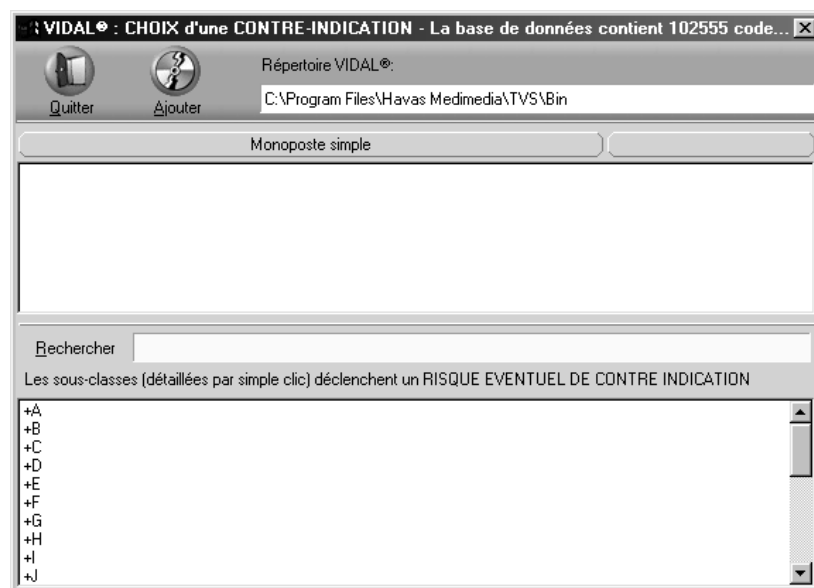 VIDAL® : CHOIX d'une CONTRE-INDICATION - La base de données contient 102555 code...
Répertoire VIDAL®:
Quitter
Ajouter
C:\Program Files\Havas Medimedia\TVS\Bin
Monoposte simple
Rechercher
Les sous-classes (détaillées par simple clic) déclenchent un RISQUE EVENTUEL DE CONTRE INDICATION
+A
+B
+C
+D
+E
+F
+G
+H
+I
+J